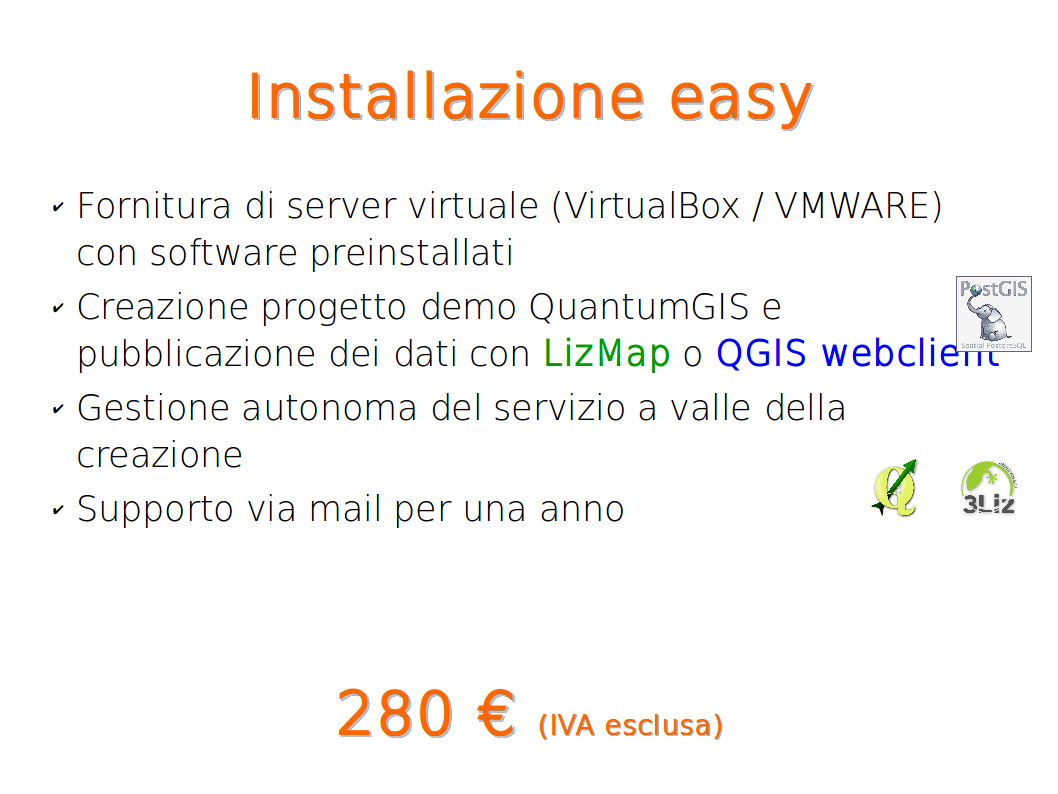 Installazione easy
✔ Fornitura di server virtuale (VirtualBox / VMWARE)
con software preinstallati
✔ Creazione progetto demo QuantumGIS e
PostGIS
pubblicazione dei dati con LizMap o QGIS webclient
Spatial PostgreSQL
✔ Gestione autonoma del servizio a valle della
creazione
3Liz
✔ Supporto via mail per una anno
280 € (IVA esclusa)